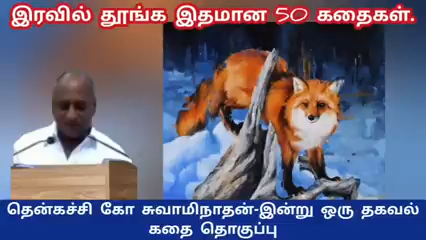 இரவில் தூங்க இதமான 50 கதைகள்.
தென்கச்சி கோ சுவாமிநாதன்-இன்று ஒரு தகவல்
கதை தொகுப்பு